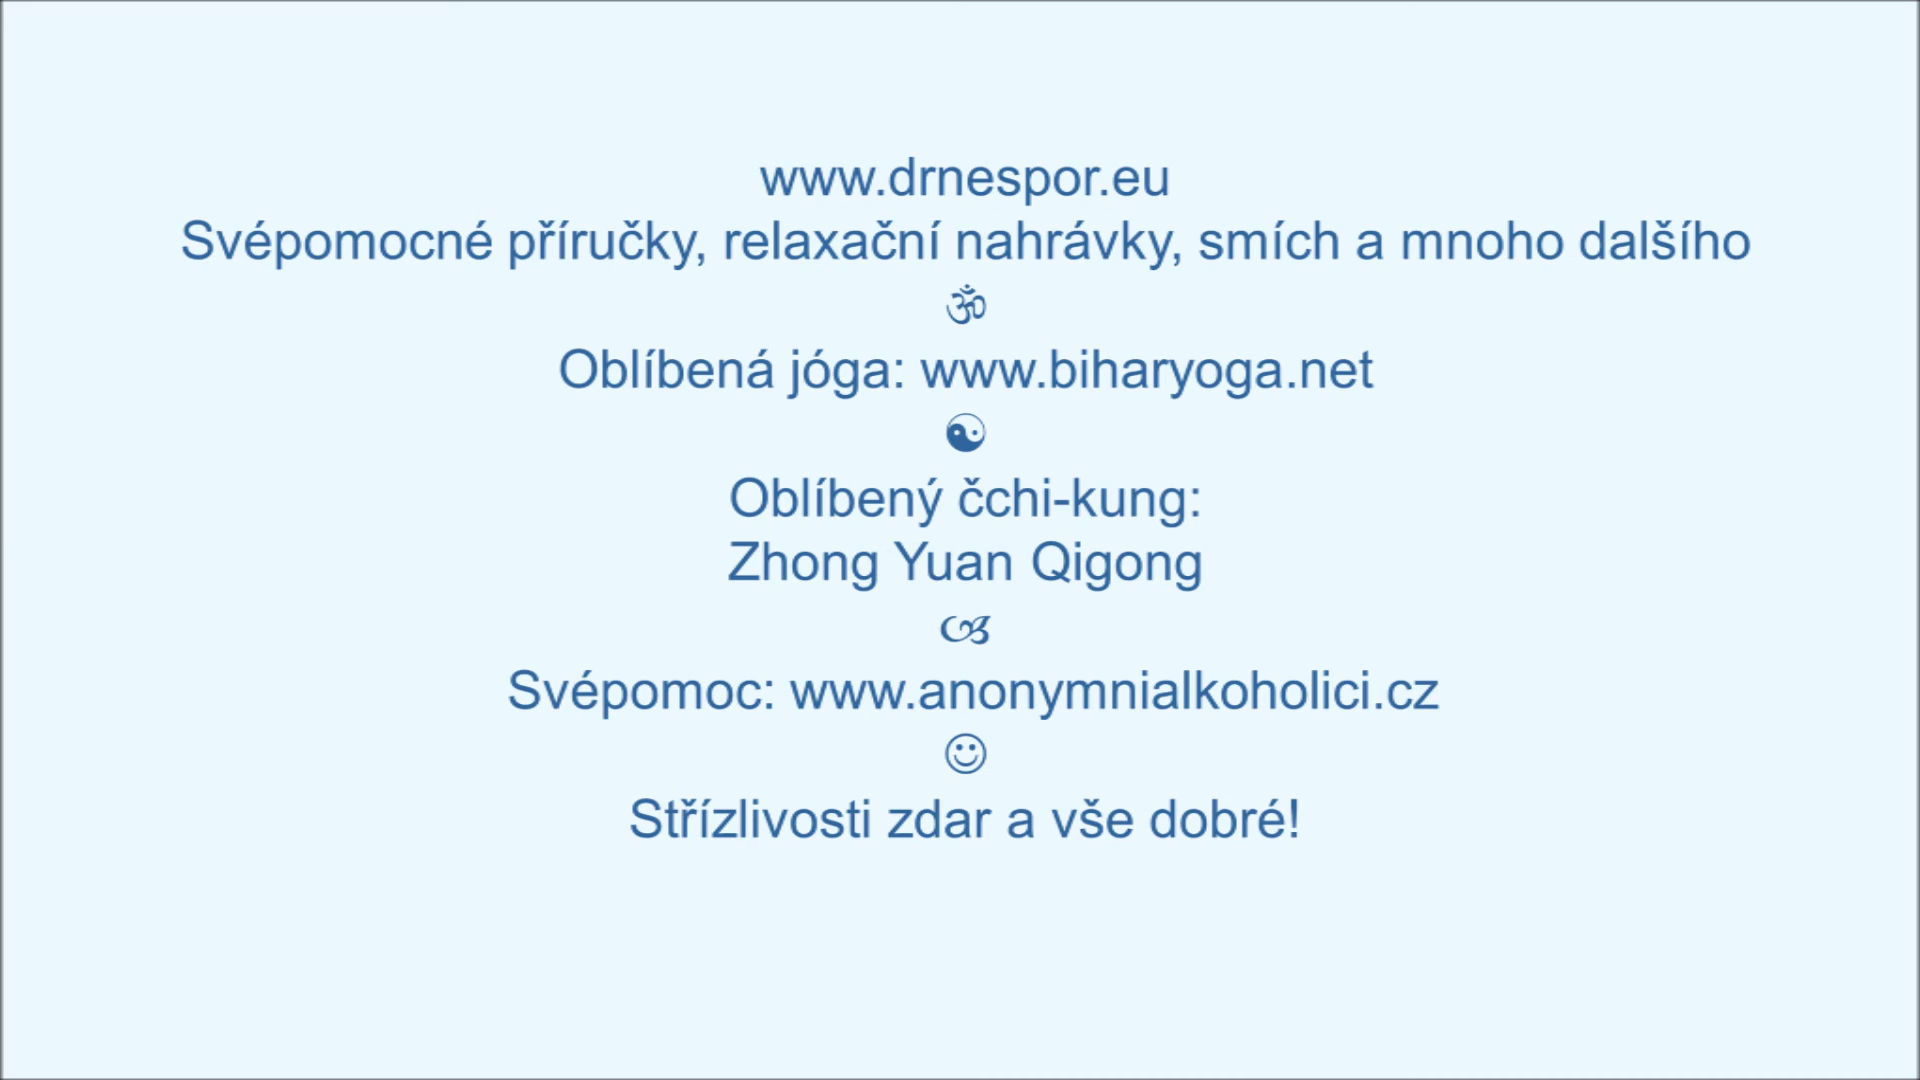 www.drnespor.eu
Svépomocné příručky, relaxační nahrávky, smích a mnoho dalšího
ॐ
Oblíbená jóga: www.biharyoga.net
☯
Oblíbený čchi-kung:
Zhong Yuan Qigong
🙢
Svépomoc: www.anonymnialkoholici.cz
☺
Střízlivosti zdar a vše dobré!